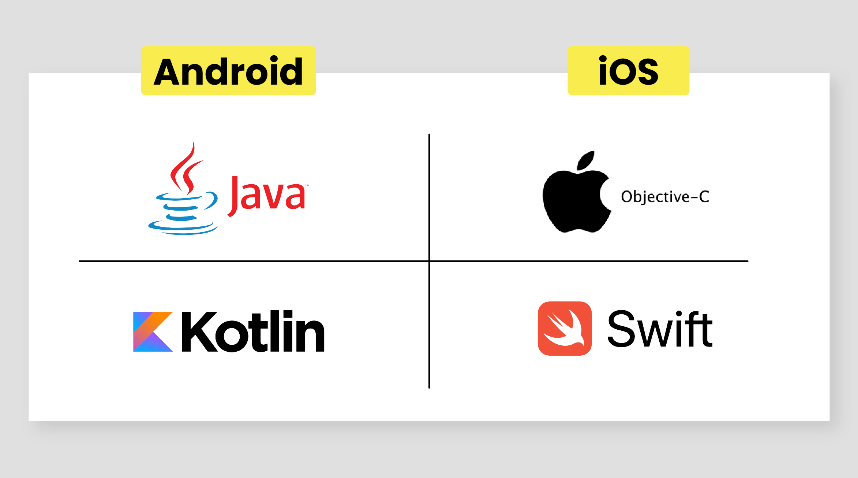 Android
iOS
Java
Objective-C
Kotlin
Swift